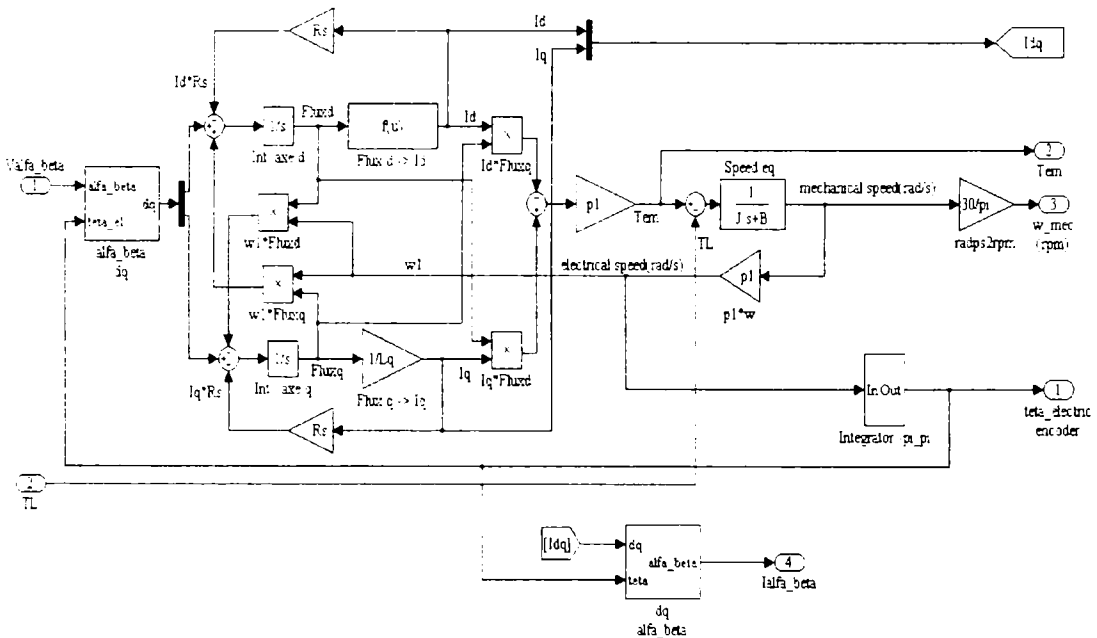 Id
Rs
Iq
Idq
Id*Rs
Fluxd
1/s
f(u)
Id
x
Int axe d
Flux d -> Id
Id*Fluxq
Valfa_beta
1
alfa_beta
teta_el
dq
alfa_beta
dq
x
w1*Fluxd
x
w1*Fluxq
w1
p1
Tem
TL
Speed eq
1
J s+B
mechanical speed(rad/s)
2
Tem
30/pi
radps2rpm
3
w_mec
(rpm)
electrical speed(rad/s)
p1
p1*w
Iq*Rs
1/s
Int axe q
Fluxq
1/Lq
Flux q -> Iq
Iq
x
Iq*Fluxd
Rs
In Out
Integrator
1
teta_electric
encoder
2
TL
[Idq]
dq
teta
alfa_beta
dq
alfa_beta
4
Ialfa_beta